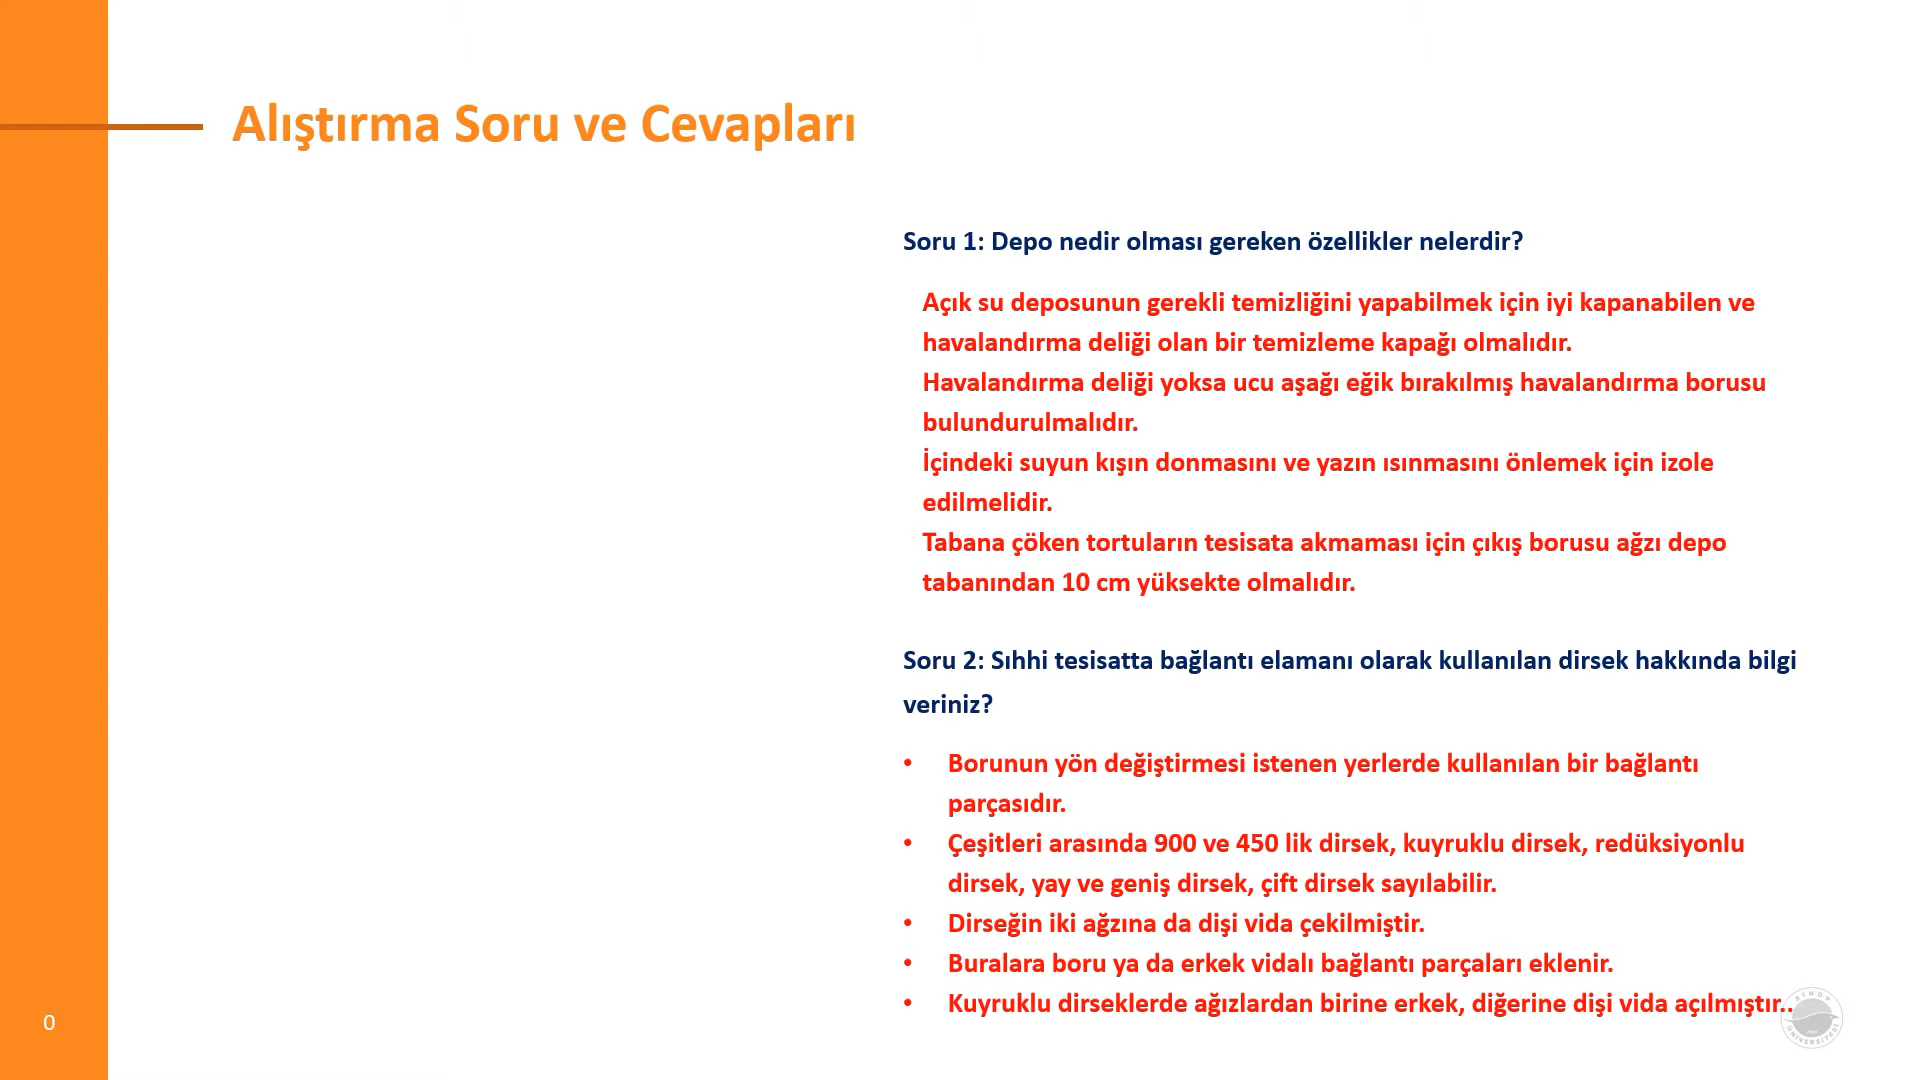 Alıştırma Soru ve Cevapları
Soru 1: Depo nedir olması gereken özellikler nelerdir?
Açık su deposunun gerekli temizliğini yapabilmek için iyi kapanabilen ve
havalandırma deliği olan bir temizleme kapağı olmalıdır.
Havalandırma deliği yoksa ucu aşağı eğik bırakılmış havalandırma borusu
bulundurulmalıdır.
İçindeki suyun kışın donmasını ve yazın ısınmasını önlemek için izole
edilmelidir.
Tabana çöken tortuların tesisata akmaması için çıkış borusu ağzı depo
tabanından 10 cm yüksekte olmalıdır.
Soru 2: Sıhhi tesisatta bağlantı elamanı olarak kullanılan dirsek hakkında bilgi
veriniz?
• Borunun yön değiştirmesi istenen yerlerde kullanılan bir bağlantı
parçasıdır.
• Çeşitleri arasında 900 ve 450 lik dirsek, kuyruklu dirsek, redüksiyonlu
dirsek, yay ve geniş dirsek, çift dirsek sayılabilir.
• Dirseğin iki ağzına da dişi vida çekilmiştir.
• Buralara boru ya da erkek vidalı bağlantı parçaları eklenir.
• Kuyruklu dirseklerde ağızlardan birine erkek, diğerine dişi vida açılmıştır..
0
SİNOP
ÜNİVERSİTESİ